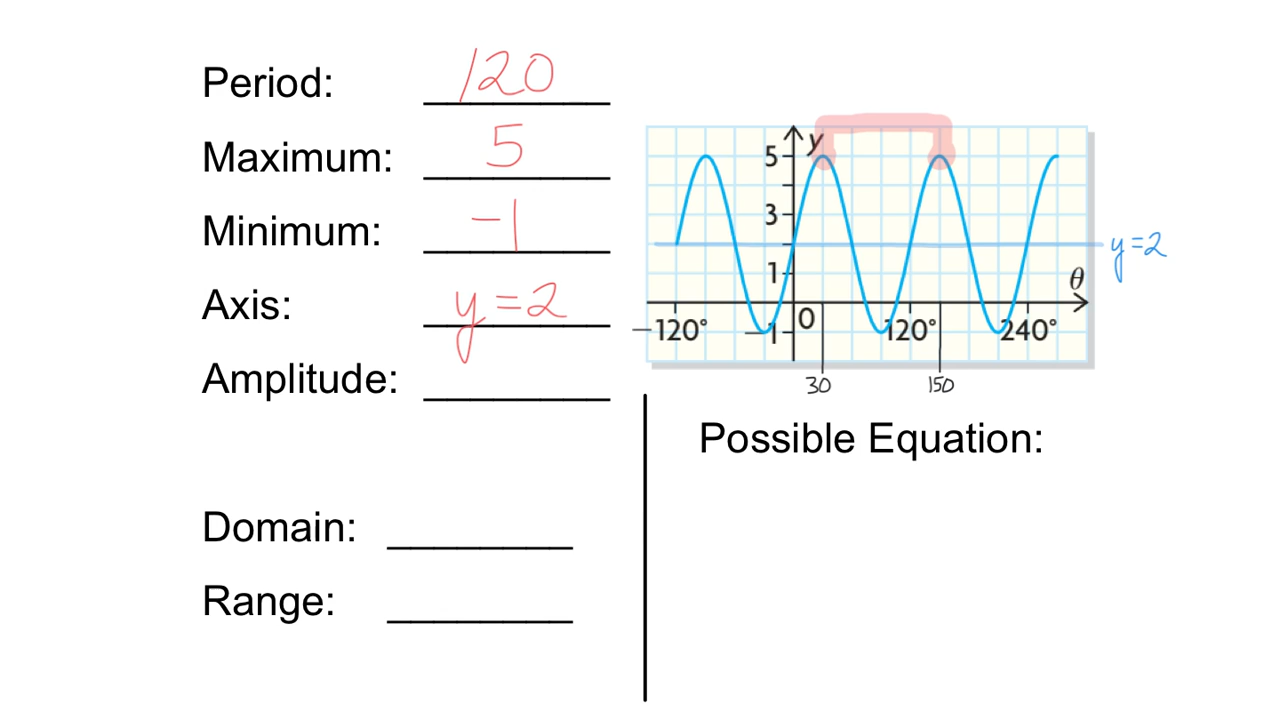 Period: 120
Maximum: 5
Minimum: -1
Axis: y=2
Amplitude:
Domain:
Range:
y
5
3
1
y=2
θ
-120° -1 0 120° 240°
30 150
Possible Equation: